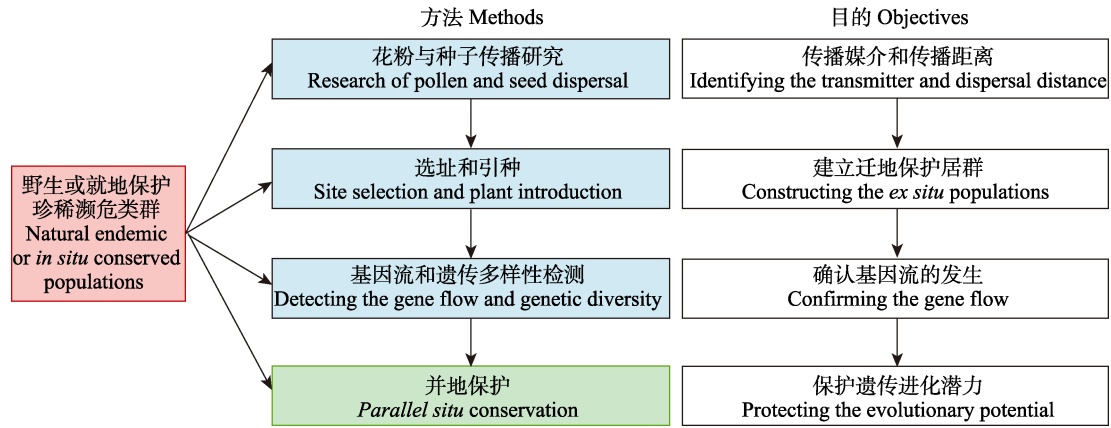 方法 Methods
目的 Objectives
花粉与种子传播研究
Research of pollen and seed dispersal
传播媒介和传播距离
Identifying the transmitter and dispersal distance
野生或就地保护
珍稀濒危类群
Natural endemic
or in situ conserved
populations
选址和引种
Site selection and plant introduction
建立迁地保护居群
Constructing the ex situ populations
基因流和遗传多样性检测
Detecting the gene flow and genetic diversity
确认基因流的发生
Confirming the gene flow
并地保护
Parallel situ conservation
保护遗传进化潜力
Protecting the evolutionary potential